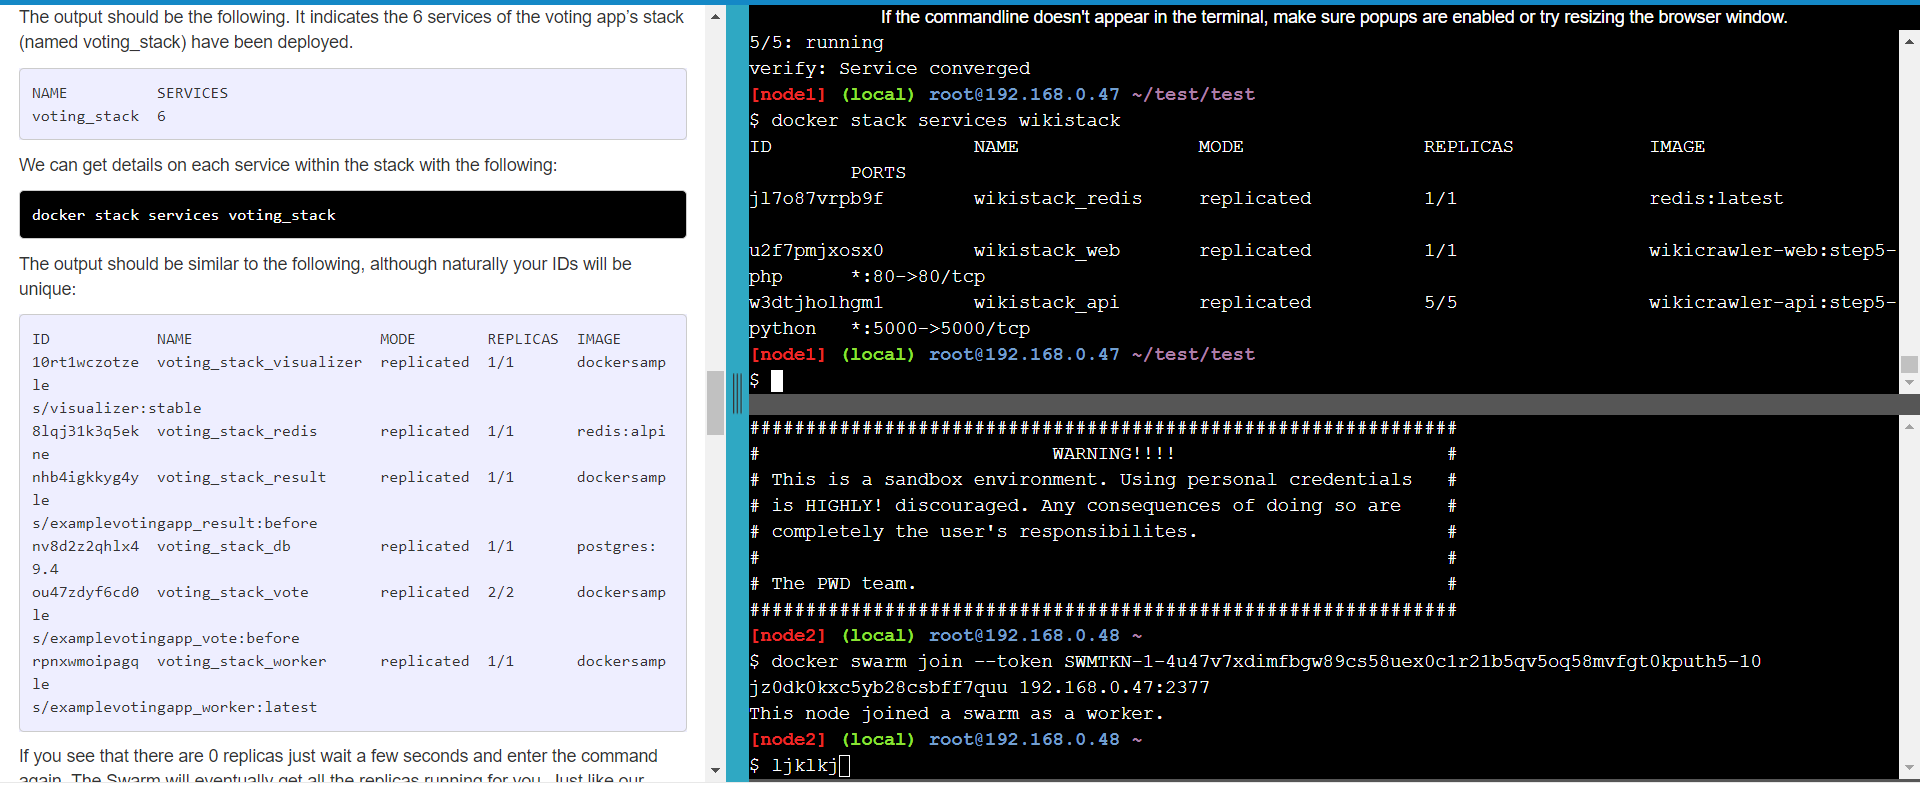 The output should be the following. It indicates the 6 services of the voting app's stack
(named voting_stack) have been deployed.
NAME          SERVICES
voting_stack  6
We can get details on each service within the stack with the following:
docker stack services voting_stack
The output should be similar to the following, although naturally your IDs will be
unique:
ID            NAME                     MODE        REPLICAS  IMAGE
10rt1wczotze  voting_stack_visualizer  replicated  1/1       dockersamp
le
s/visualizer:stable
8lqj31k3q5ek  voting_stack_redis       replicated  1/1       redis:alpi
ne
nhb4igkkyg4y  voting_stack_result      replicated  1/1       dockersamp
le
s/examplevotingapp_result:before
nv8d2z2qhlx4  voting_stack_db          replicated  1/1       postgres:
9.4
ou47zdyf6cd0  voting_stack_vote        replicated  2/2       dockersamp
le
s/examplevotingapp_vote:before
rpnxwmoipagq  voting_stack_worker      replicated  1/1       dockersamp
le
s/examplevotingapp_worker:latest
If you see that there are 0 replicas just wait a few seconds and enter the command
again. The Swarm will eventually get all the replicas running for you. Just like our
If the commandline doesn't appear in the terminal, make sure popups are enabled or try resizing the browser window.
5/5: running
verify: Service converged
[node1] (local) root@192.168.0.47 ~/test/test
$ docker stack services wikistack
ID                  NAME                MODE                REPLICAS            IMAGE
         PORTS
jl7o87vrpb9f        wikistack_redis     replicated          1/1                 redis:latest
u2f7pmjxosx0        wikistack_web       replicated          1/1                 wikicrawler-web:step5-
php      *:80->80/tcp
w3dtjholhgm1        wikistack_api       replicated          5/5                 wikicrawler-api:step5-
python   *:5000->5000/tcp
[node1] (local) root@192.168.0.47 ~/test/test
$
###############################################################
#                          WARNING!!!!                        #
# This is a sandbox environment. Using personal credentials   #
# is HIGHLY! discouraged. Any consequences of doing so are    #
# completely the user's responsibilites.                      #
#                                                             #
# The PWD team.                                               #
###############################################################
[node2] (local) root@192.168.0.48 ~
$ docker swarm join --token SWMTKN-1-4u47v7xdimfbgw89cs58uex0c1r21b5qv5oq58mvfgt0kputh5-10
jz0dk0kxc5yb28csbff7quu 192.168.0.47:2377
This node joined a swarm as a worker.
[node2] (local) root@192.168.0.48 ~
$ ljklkj